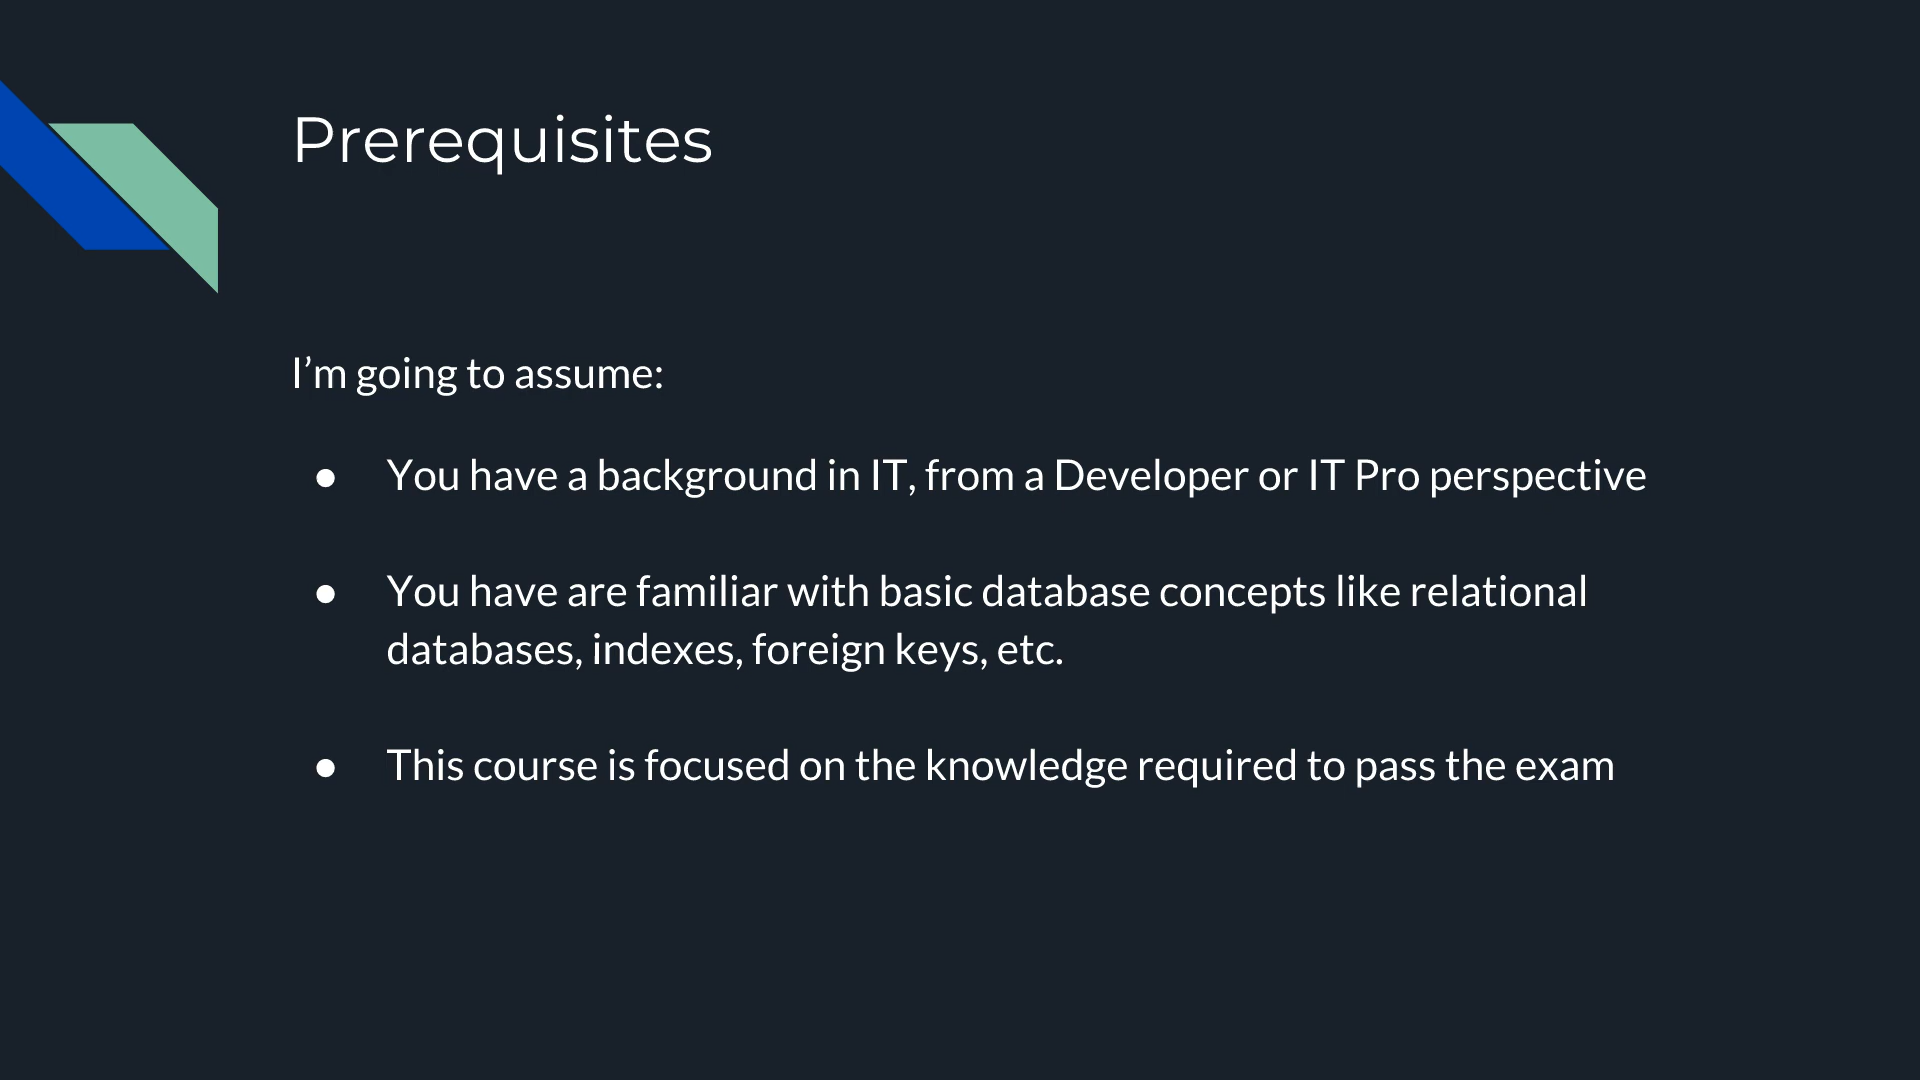 Prerequisites
I’m going to assume:
● You have a background in IT, from a Developer or IT Pro perspective
● You have are familiar with basic database concepts like relational
databases, indexes, foreign keys, etc.
● This course is focused on the knowledge required to pass the exam